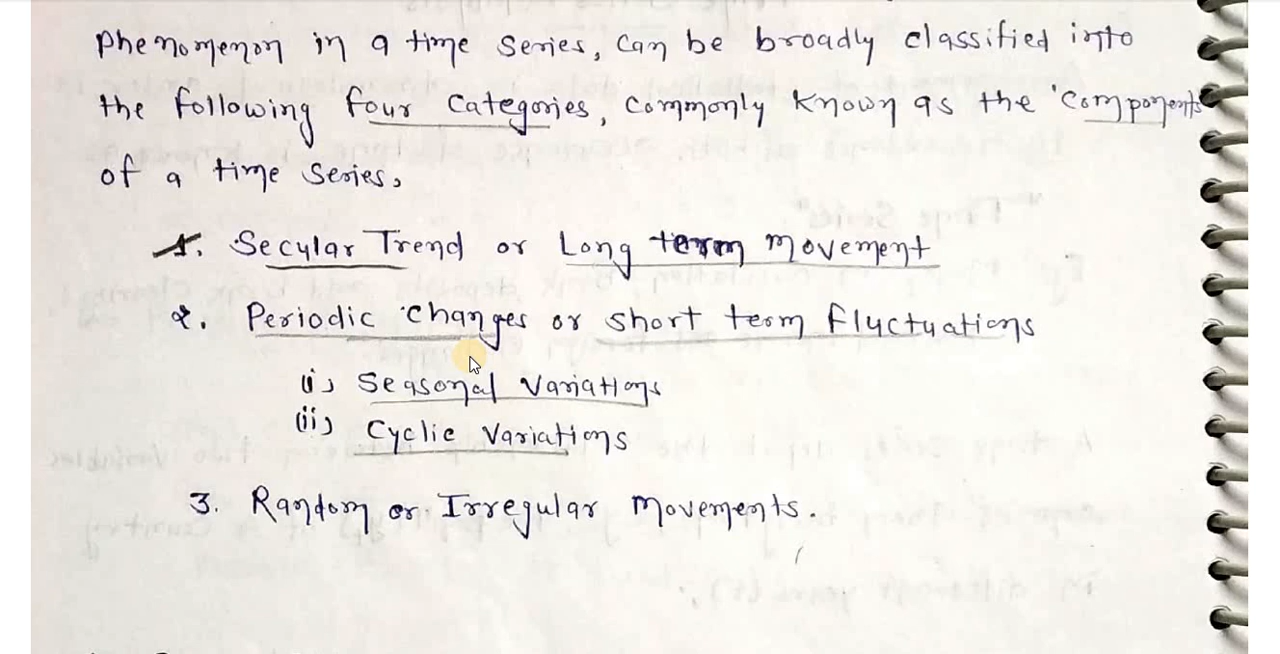 Phenomenon in a time series, can be broadly classified into
the following four categories, commonly known as the 'components
of a time series,
1. Secular Trend or Long term movement
2. Periodic changes or short term fluctuations
(i) Seasonal Variations
(ii) Cyclic Variations
3. Random or Irregular movements.